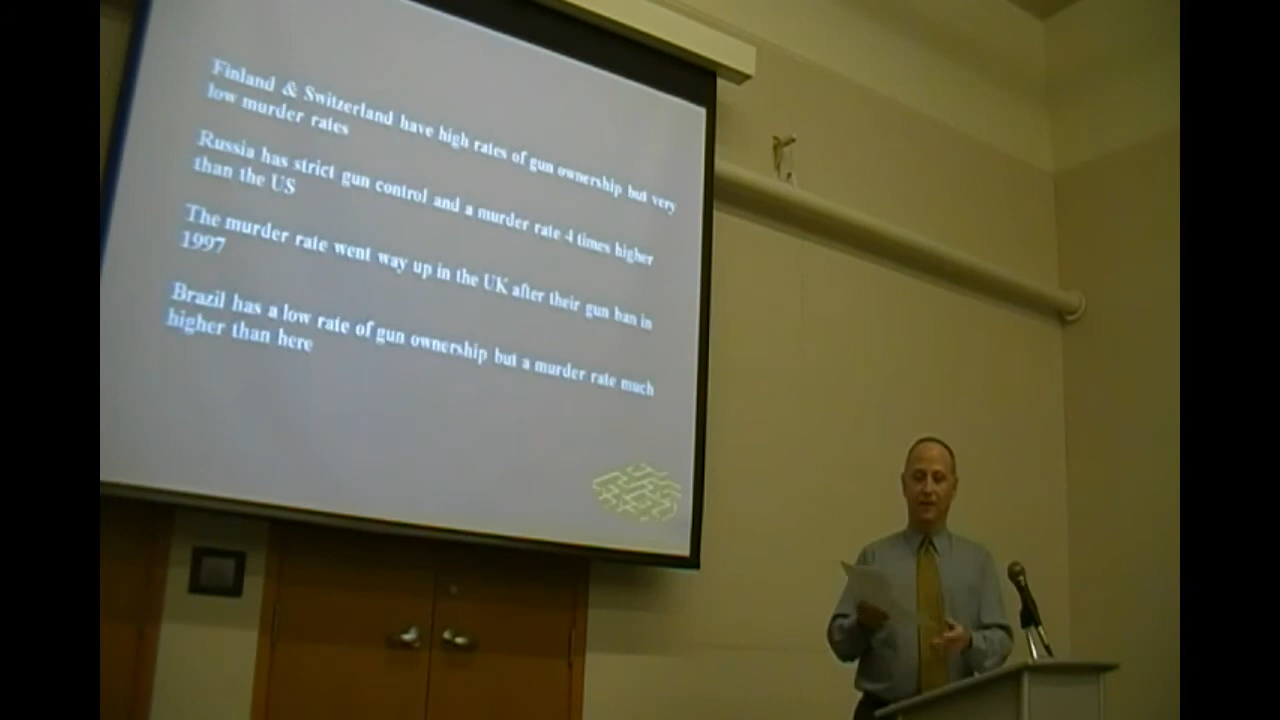 Finland & Switzerland have high rates of gun ownership but very
low murder rates
Russia has strict gun control and a murder rate 4 times higher
than the US
The murder rate went way up in the UK after their gun ban in
1997
Brazil has a low rate of gun ownership but a murder rate much
higher than here